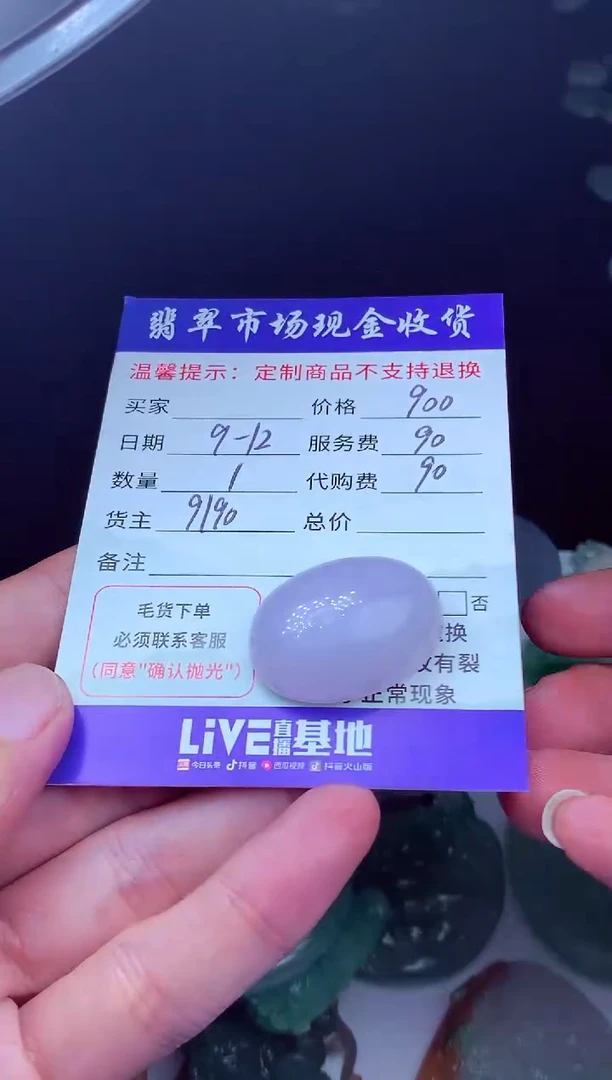 翡翠市场现金收货
温馨提示：定制商品不支持退换
买家 价格 900
日期 9-12 服务费 90
数量 1 代购费 90
货主 9190 总价
备注
毛货下单 否
必须联系客服 换
（同意"确认抛光"） 有裂
正常现象
LiVE直播基地
今日头条 抖音 西瓜视频 抖音火山版